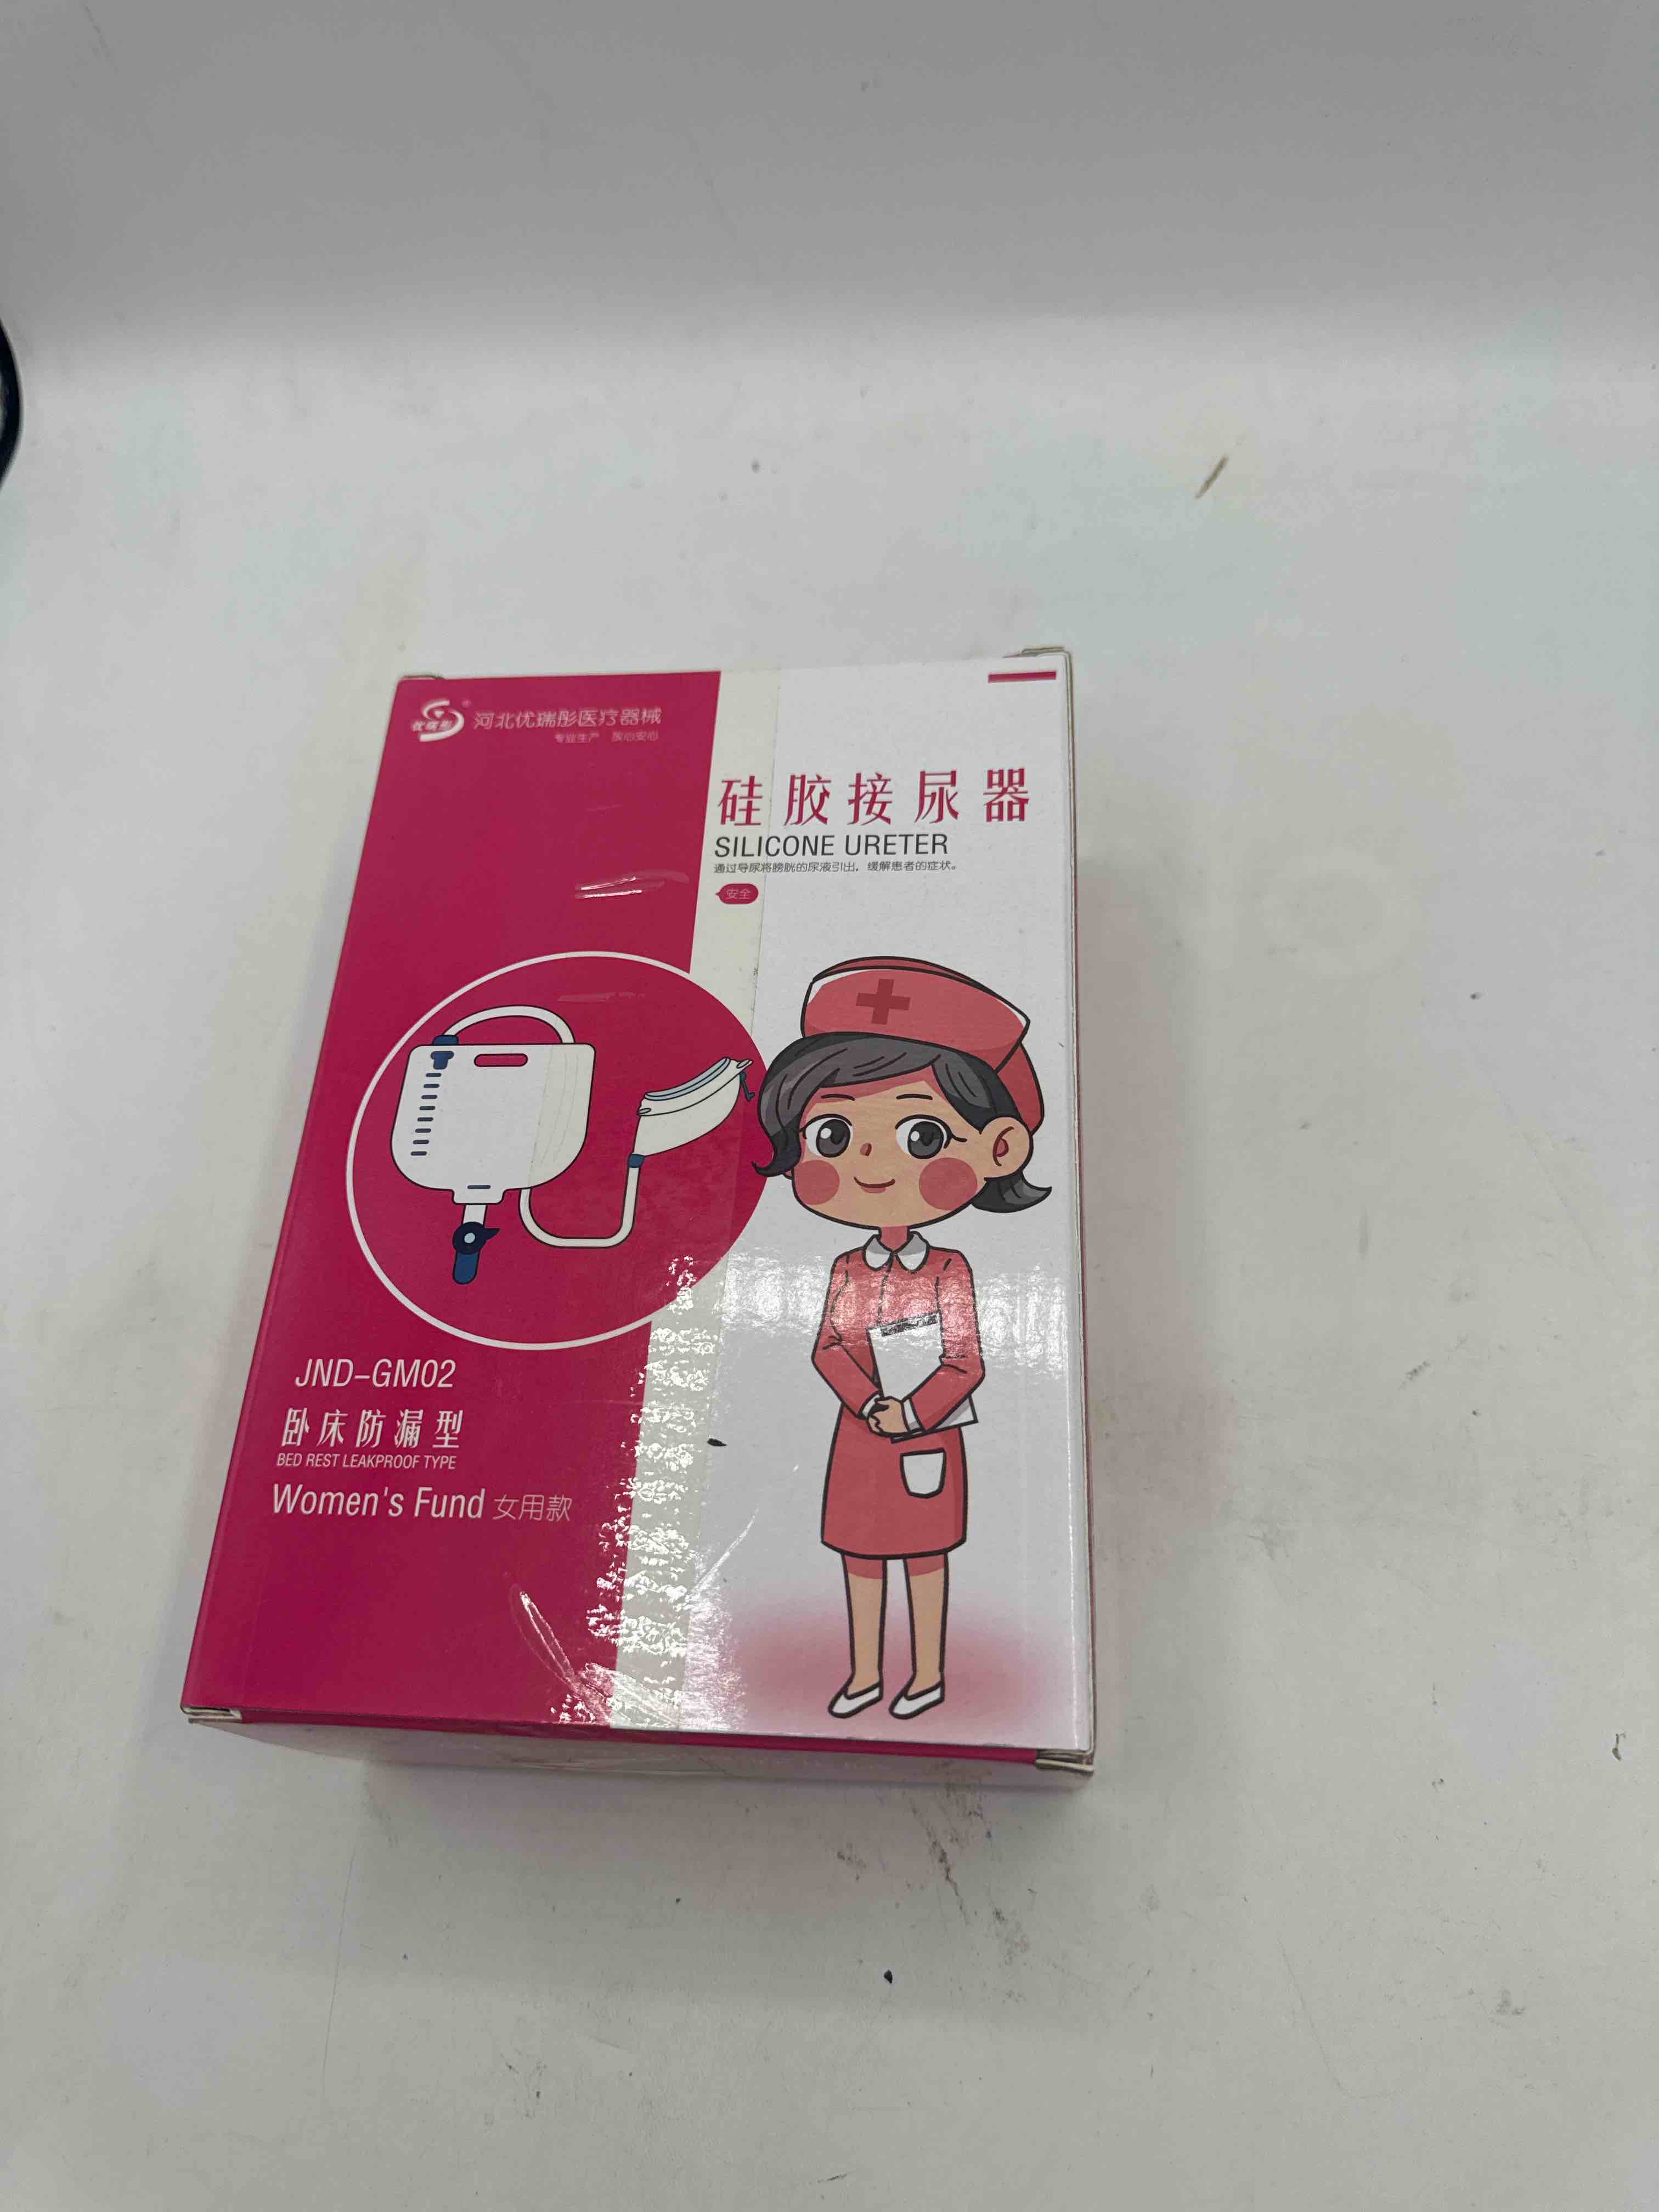 优瑞彤®
河北优瑞彤医疗器械
专业生产 放心安心
硅胶接尿器
SILICONE URETER
通过导尿将膀胱的尿液引出，缓解患者的症状。
安全
JND-GM02
卧床防漏型
BED REST LEAKPROOF TYPE
Women's Fund 女用款